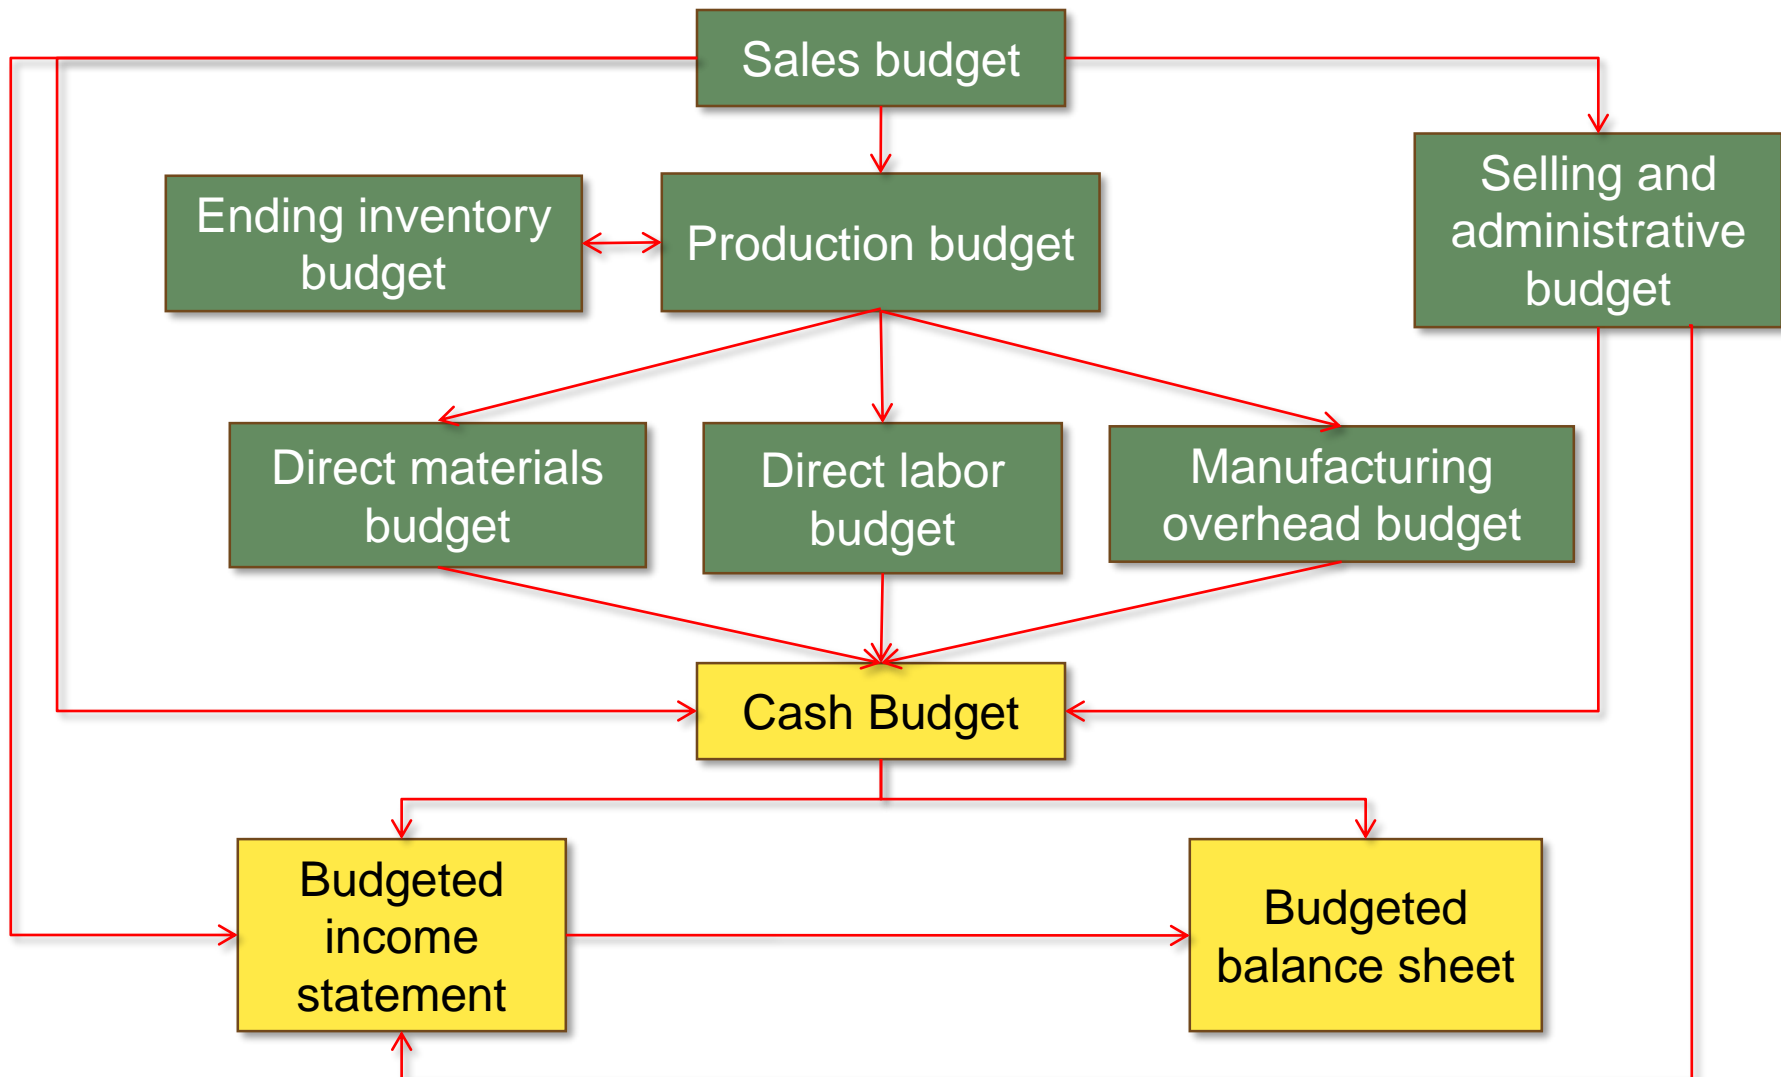 Sales budget
Ending inventory
budget
Production budget
Selling and
administrative
budget
Direct materials
budget
Direct labor
budget
Manufacturing
overhead budget
Cash Budget
Budgeted
income
statement
Budgeted
balance sheet